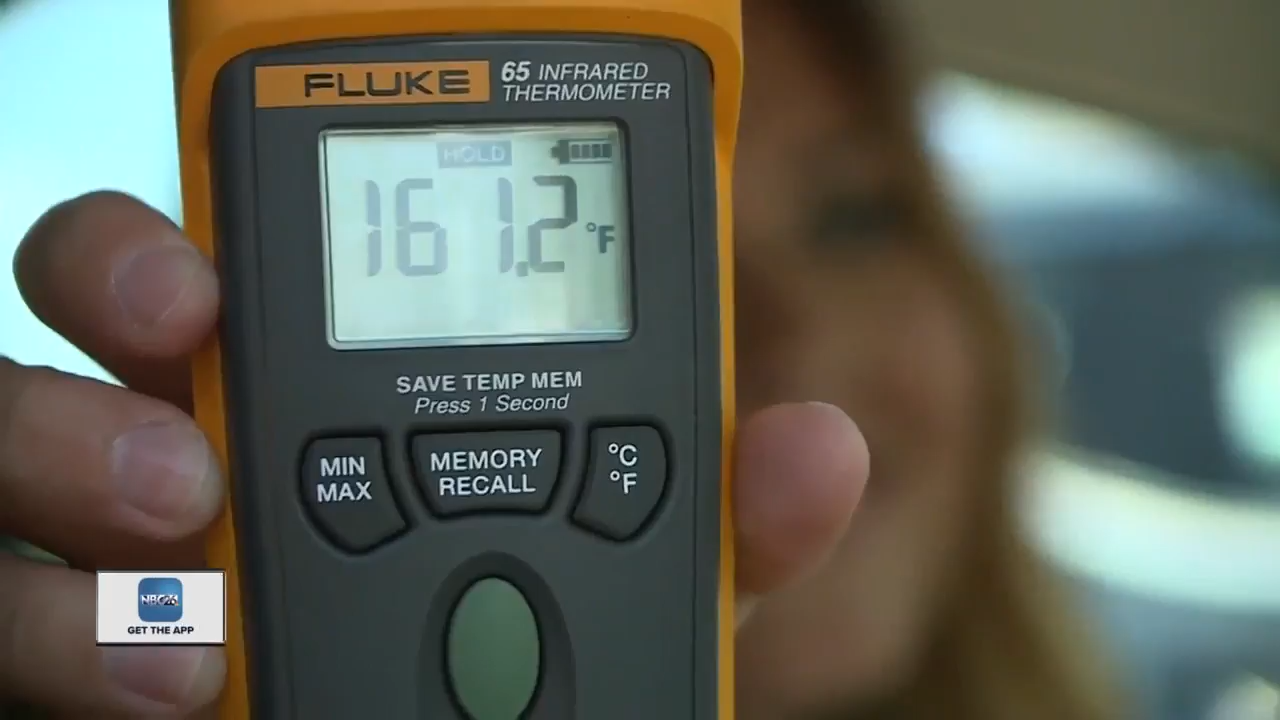 FLUKE
65 INFRARED
THERMOMETER
HOLD
161.2 °F
SAVE TEMP MEM
Press 1 Second
MIN
MAX
MEMORY
RECALL
°C
°F
NBC26
GET THE APP